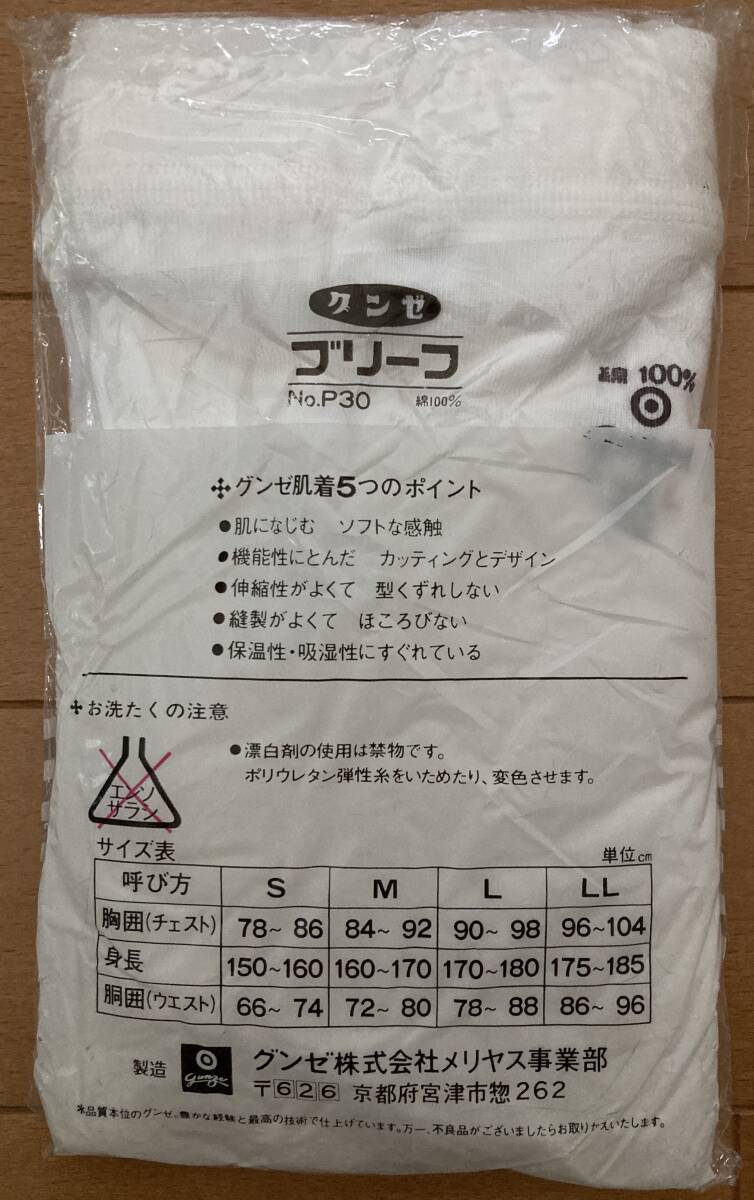 グンゼ
ブリーフ
No.P30 綿100%
100%
グンゼ肌着5つのポイント
●肌になじむ ソフトな感触
●機能性にとんだ カッティングとデザイン
●伸縮性がよくて 型くずれしない
●縫製がよくて ほころびない
●保温性・吸湿性にすぐれている
お洗たくの注意
エンソ
サラシ
●漂白剤の使用は禁物です。
ポリウレタン弾性糸をいためたり、変色させます。
サイズ表 単位cm
呼び方 S M L LL
胸囲(チェスト) 78~86 84~92 90~98 96~104
身長 150~160 160~170 170~180 175~185
胴囲(ウエスト) 66~74 72~80 78~88 86~96
製造 gunze グンゼ株式会社メリヤス事業部
〒626 京都府宮津市惣262
※品質本位のグンゼ。豊かな経験と最高の技術で仕上げています。万一、不良品がございましたらお取りかえいたします。